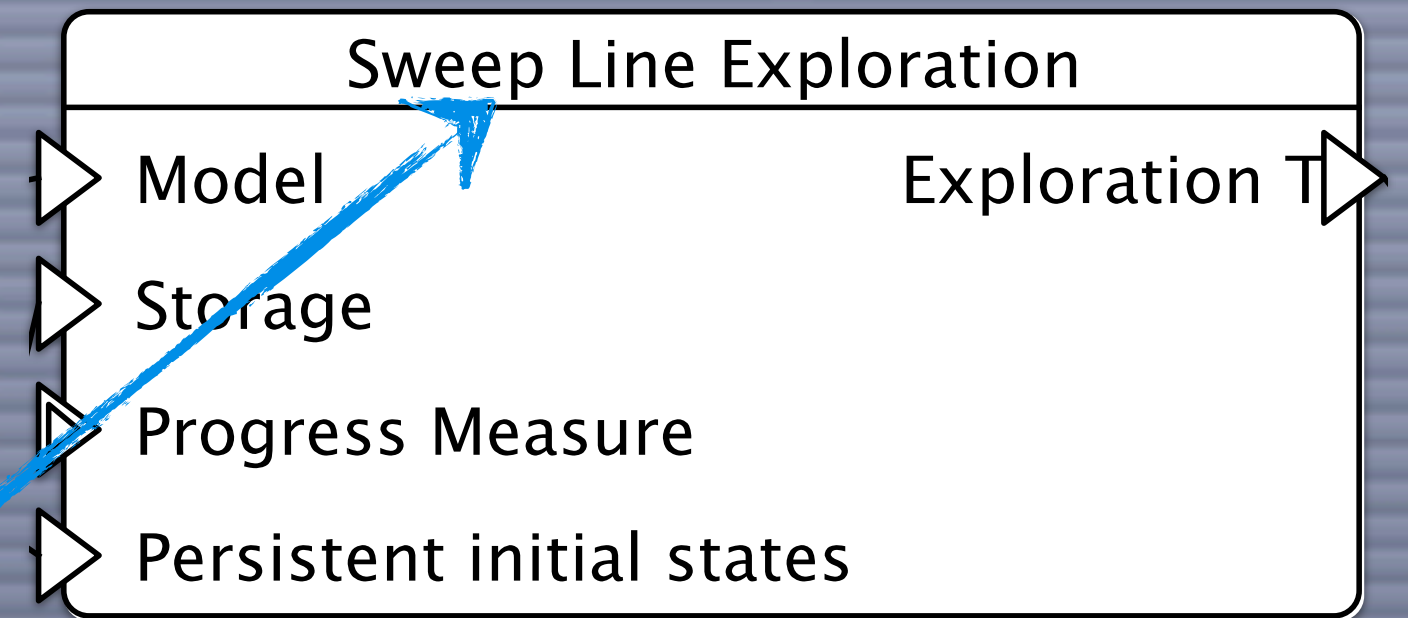 Sweep Line Exploration
Model
Exploration T
Storage
Progress Measure
Persistent initial states